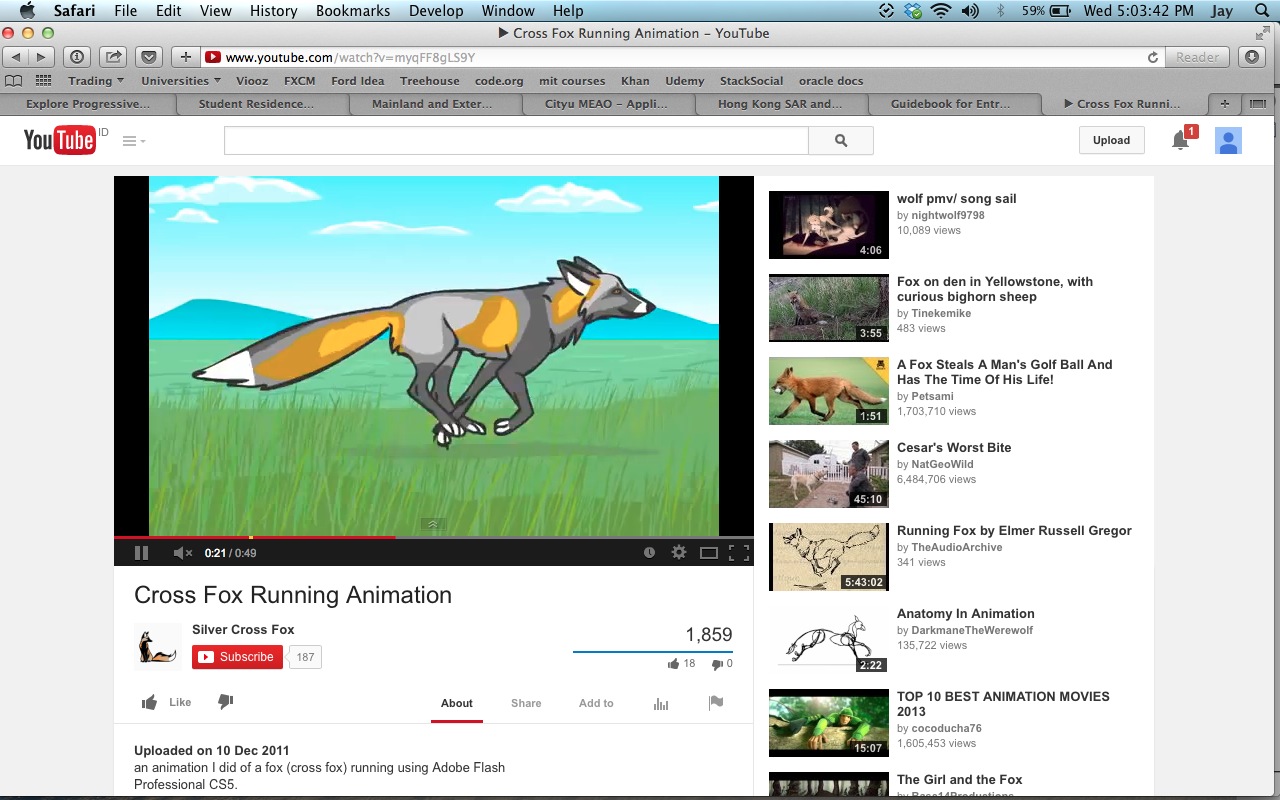 Safari File Edit View History Bookmarks Develop Window Help 59% Wed 5:03:42 PM Jay
▶ Cross Fox Running Animation – YouTube
www.youtube.com/watch?v=myqFF8gLS9Y Reader
Trading Universities Viooz FXCM Ford Idea Treehouse code.org mit courses Khan Udemy StackSocial oracle docs
Explore Progressive... Student Residence... Mainland and Exter... Cityu MEAO – Appli... Hong Kong SAR and... Guidebook for Entr... ▶ Cross Fox Runni...
YouTube ID Upload 1
0:21 / 0:49
Cross Fox Running Animation
Silver Cross Fox
Subscribe 187
1,859
18 0
Like About Share Add to
Uploaded on 10 Dec 2011
an animation I did of a fox (cross fox) running using Adobe Flash
Professional CS5.
4:06
wolf pmv/ song sail
by nightwolf9798
10,089 views
3:55
Fox on den in Yellowstone, with
curious bighorn sheep
by Tinekemike
483 views
1:51
A Fox Steals A Man's Golf Ball And
Has The Time Of His Life!
by Petsami
1,703,710 views
45:10
Cesar's Worst Bite
by NatGeoWild
6,484,706 views
5:43:02
Running Fox by Elmer Russell Gregor
by TheAudioArchive
341 views
2:22
Anatomy In Animation
by DarkmaneTheWerewolf
135,722 views
15:07
TOP 10 BEST ANIMATION MOVIES
2013
by cocoducha76
1,605,453 views
The Girl and the Fox
by Base14Productions